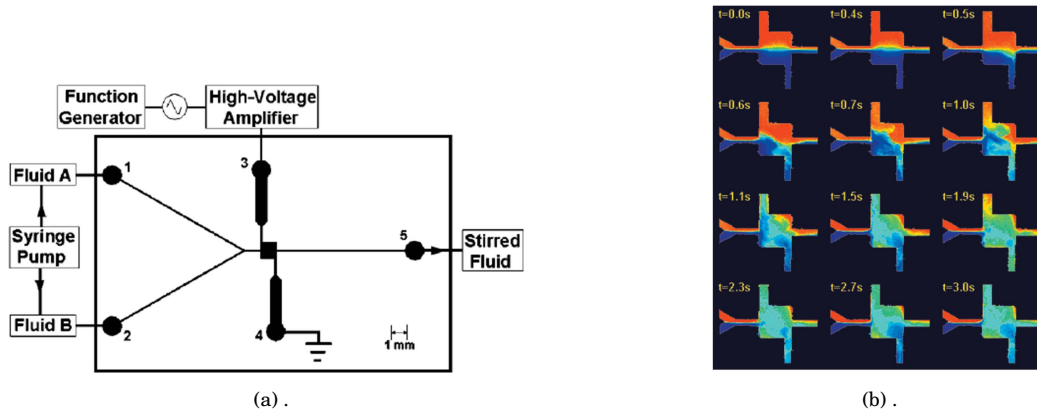 Function
Generator
High-Voltage
Amplifier
Fluid A
Syringe
Pump
Fluid B
1
2
3
4
5
Stirred
Fluid
1 mm
(a) .
t=0.0s
t=0.4s
t=0.5s
t=0.6s
t=0.7s
t=1.0s
t=1.1s
t=1.5s
t=1.9s
t=2.3s
t=2.7s
t=3.0s
(b) .